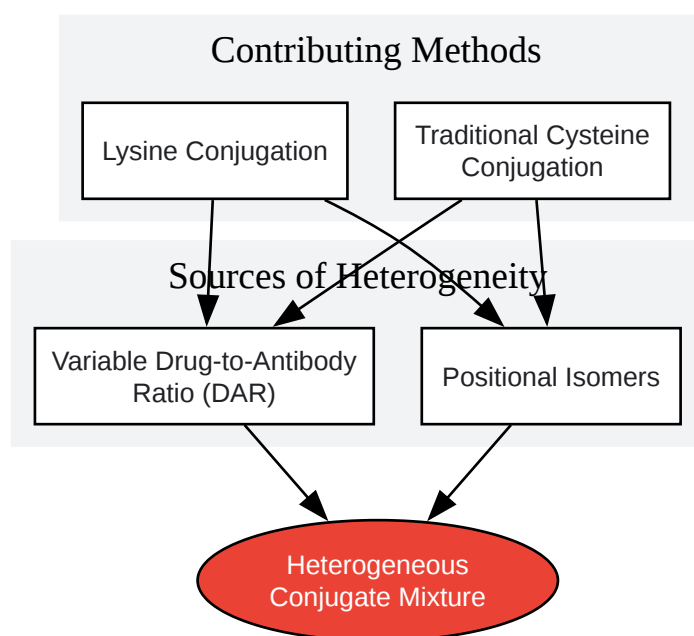 Contributing Methods
Lysine Conjugation
Traditional Cysteine
Conjugation
Sources of Heterogeneity
Variable Drug-to-Antibody
Ratio (DAR)
Positional Isomers
Heterogeneous
Conjugate Mixture